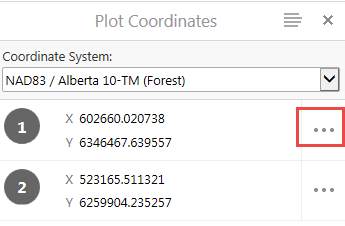 Plot Coordinates
Coordinate System:
NAD83 / Alberta 10-TM (Forest)
1
X 602660.020738
Y 6346467.639557
2
X 523165.511321
Y 6259904.235257